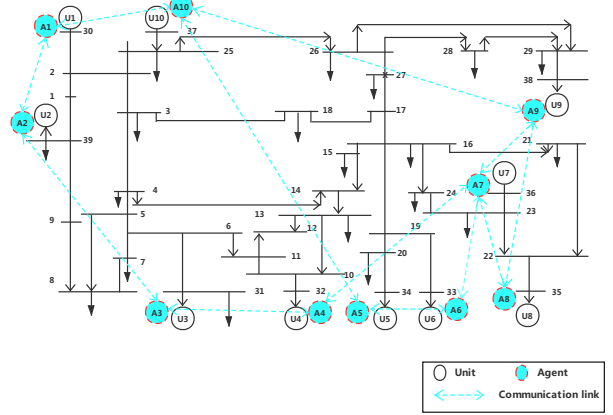 A1 U1 U10 A10
30 37
2 25 26 28 29
27 38
1 3 18 17 A9 U9
A2 U2
39 15 16 21
U7
4 14 A7 24 36
5 13 23
9 6 12 19
7 11 10 20 22
8 31 32 34 33 35
A3 U3 U4 A4 A5 U5 U6 A6 A8 U8
Unit Agent
Communication link